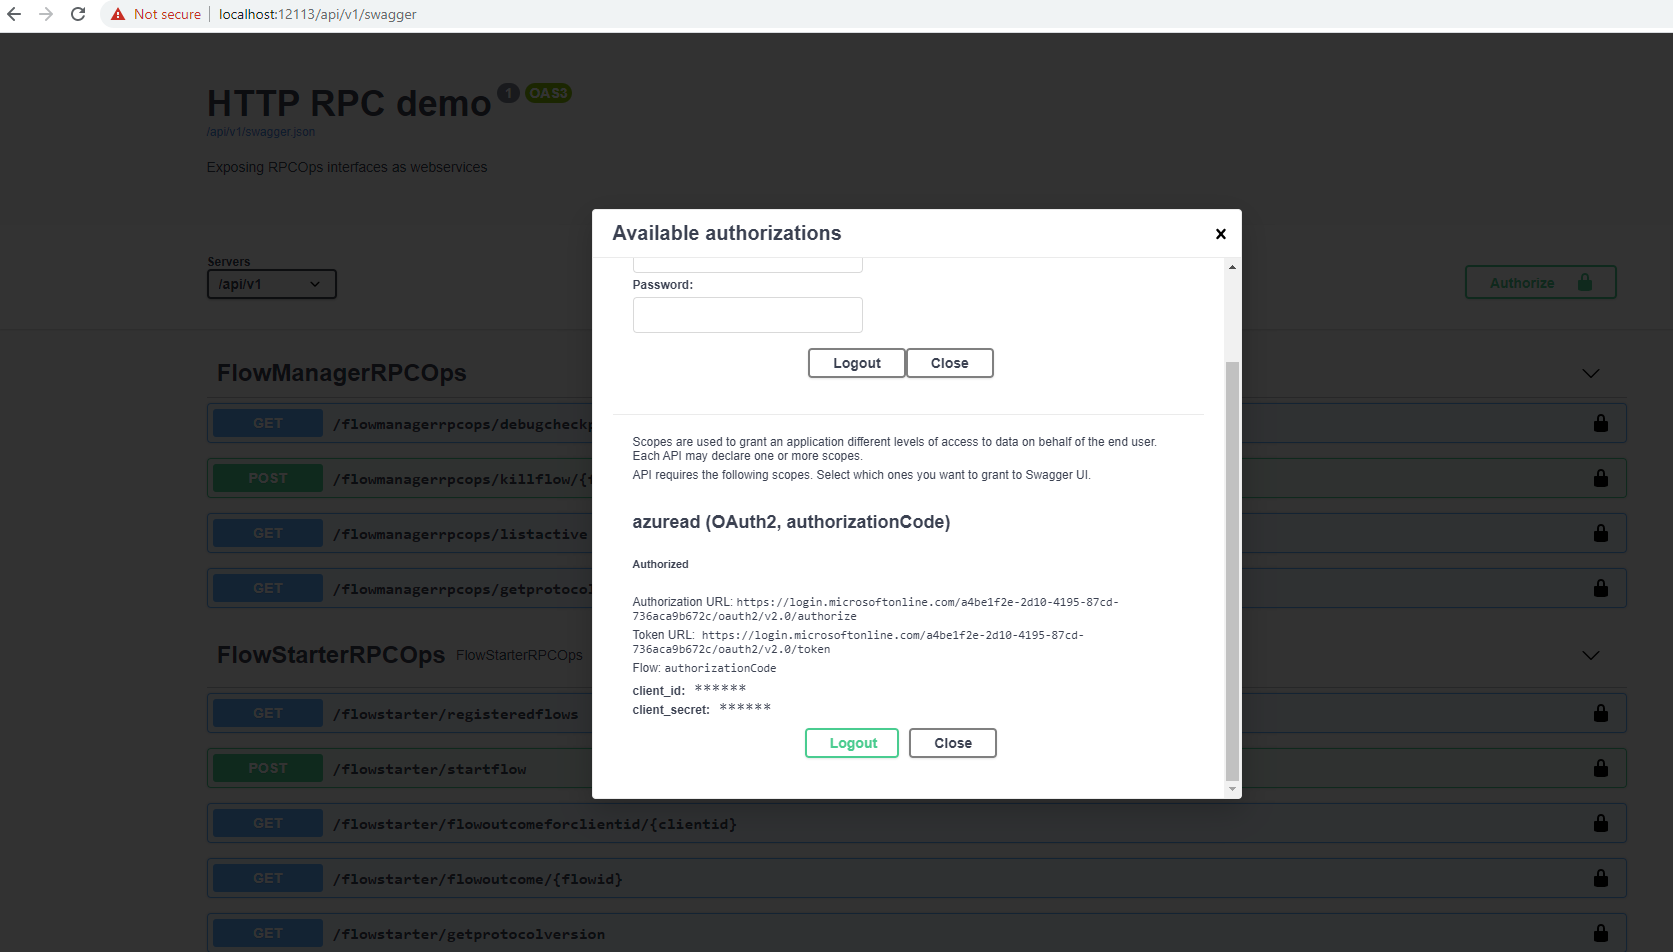 Not secure localhost:12113/api/v1/swagger
HTTP RPC demo 1 OAS3
/api/v1/swagger.json
Exposing RPCOps interfaces as webservices
Available authorizations
Servers
/api/v1
Authorize
Password:
Logout Close
FlowManagerRPCOps
GET /flowmanagerrpcops/debugcheckp
POST /flowmanagerrpcops/killflow/{
GET /flowmanagerrpcops/listactive
GET /flowmanagerrpcops/getprotocol
Scopes are used to grant an application different levels of access to data on behalf of the end user.
Each API may declare one or more scopes.
API requires the following scopes. Select which ones you want to grant to Swagger UI.
azuread (OAuth2, authorizationCode)
Authorized
Authorization URL: https://login.microsoftonline.com/a4be1f2e-2d10-4195-87cd-
736aca9b672c/oauth2/v2.0/authorize
Token URL: https://login.microsoftonline.com/a4be1f2e-2d10-4195-87cd-
736aca9b672c/oauth2/v2.0/token
Flow: authorizationCode
client_id: ******
client_secret: ******
Logout Close
FlowStarterRPCOps FlowStarterRPCOps
GET /flowstarter/registeredflows
POST /flowstarter/startflow
GET /flowstarter/flowoutcomeforclientid/{clientid}
GET /flowstarter/flowoutcome/{flowid}
GET /flowstarter/getprotocolversion